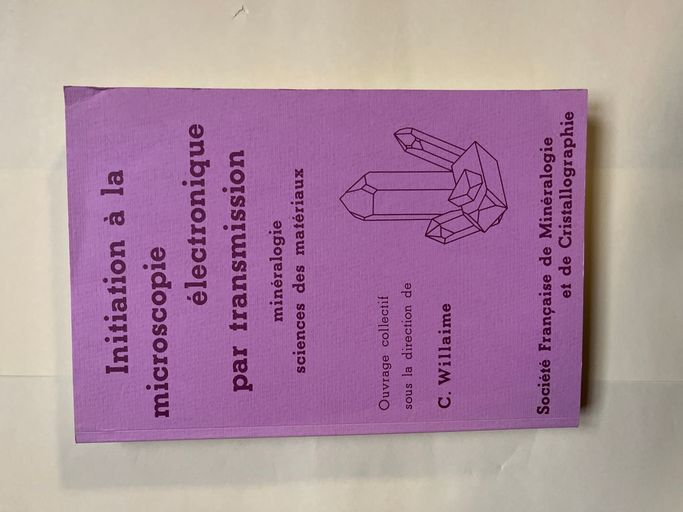 Initiation à la
microscopie
électronique
par transmission
minéralogie
sciences des matériaux
Ouvrage collectif
sous la direction de
C. Willaime
Société Française de Minéralogie
et de Cristallographie